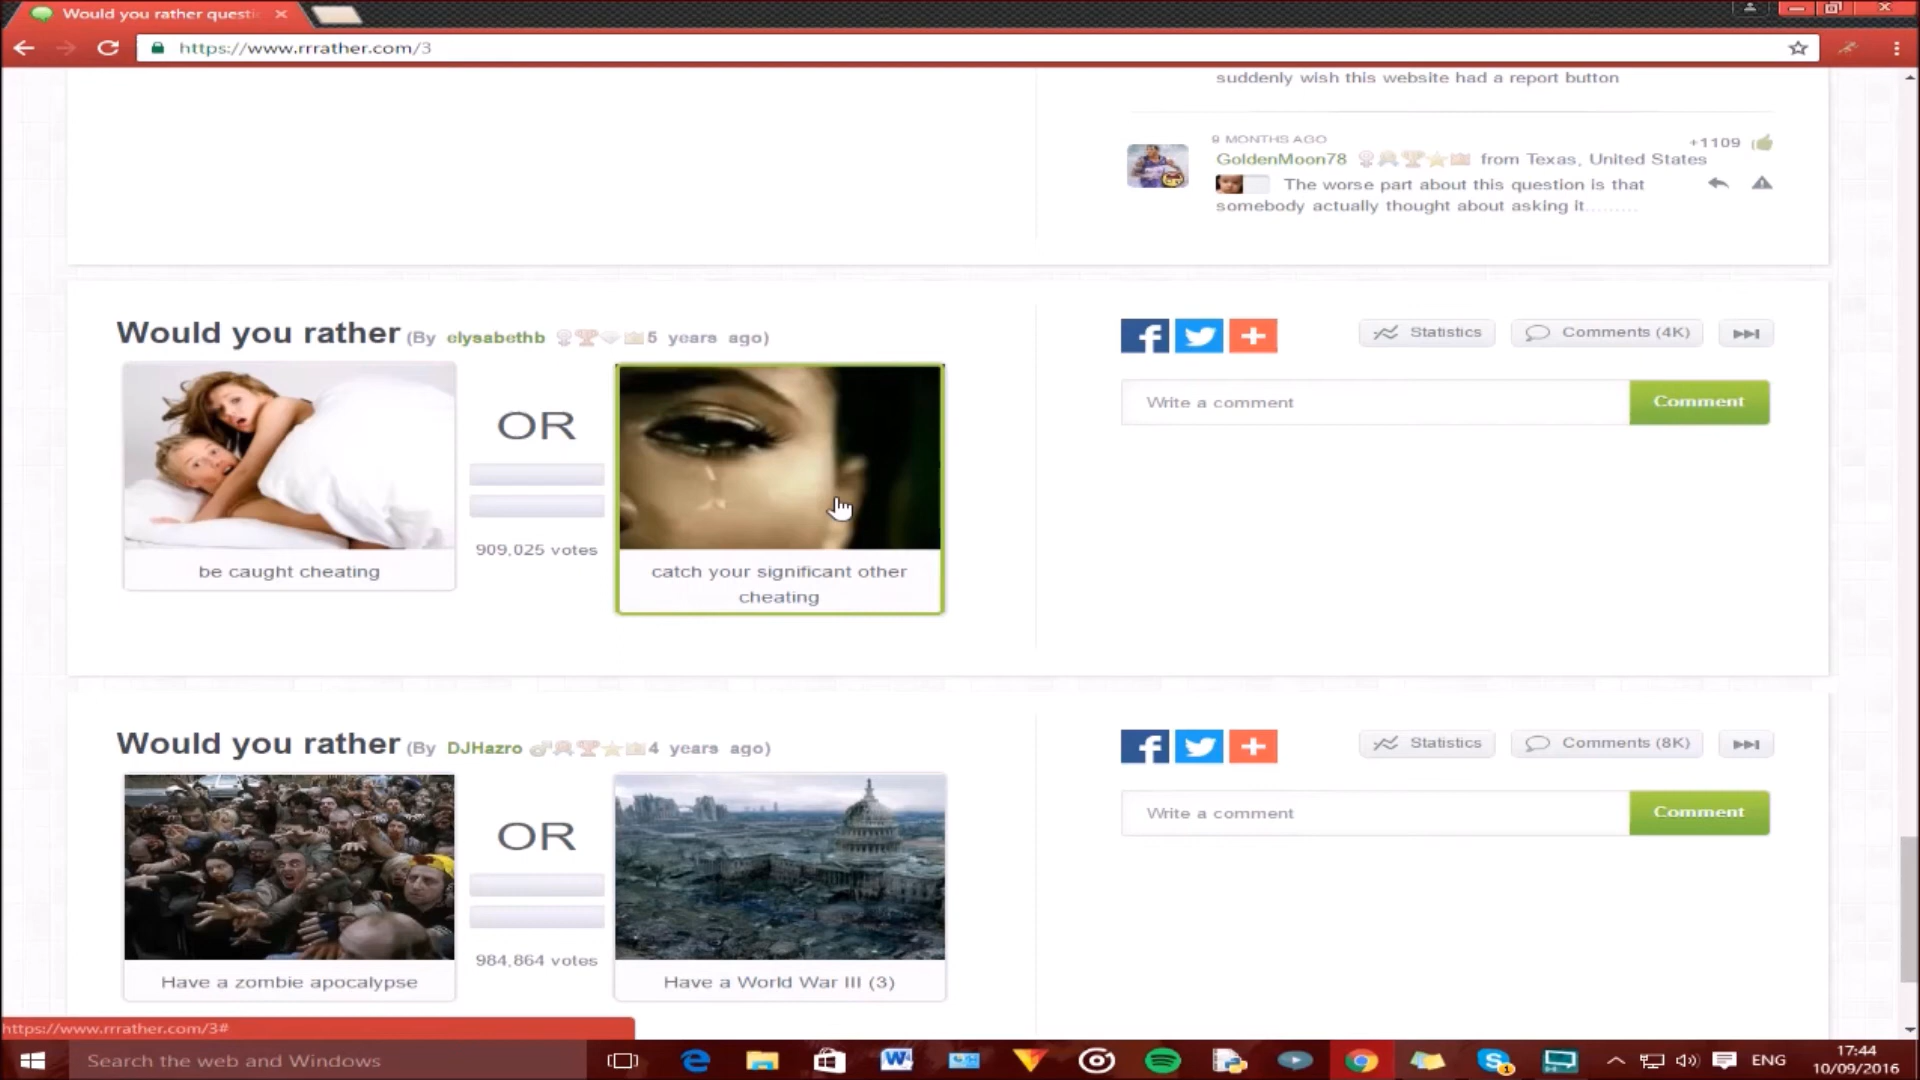 Would you rather questi
https://www.rrrather.com/3
suddenly wish this website had a report button
9 MONTHS AGO
+1109
GoldenMoon78 from Texas, United States
The worse part about this question is that
somebody actually thought about asking it.........
Would you rather (By elysabethb 5 years ago)
Statistics
Comments (4K)
Write a comment
Comment
OR
909,025 votes
be caught cheating
catch your significant other
cheating
Would you rather (By DJHazro 4 years ago)
Statistics
Comments (8K)
Write a comment
Comment
OR
984,864 votes
Have a zombie apocalypse
Have a World War III (3)
https://www.rrrather.com/3#
Search the web and Windows
ENG
17:44
10/09/2016